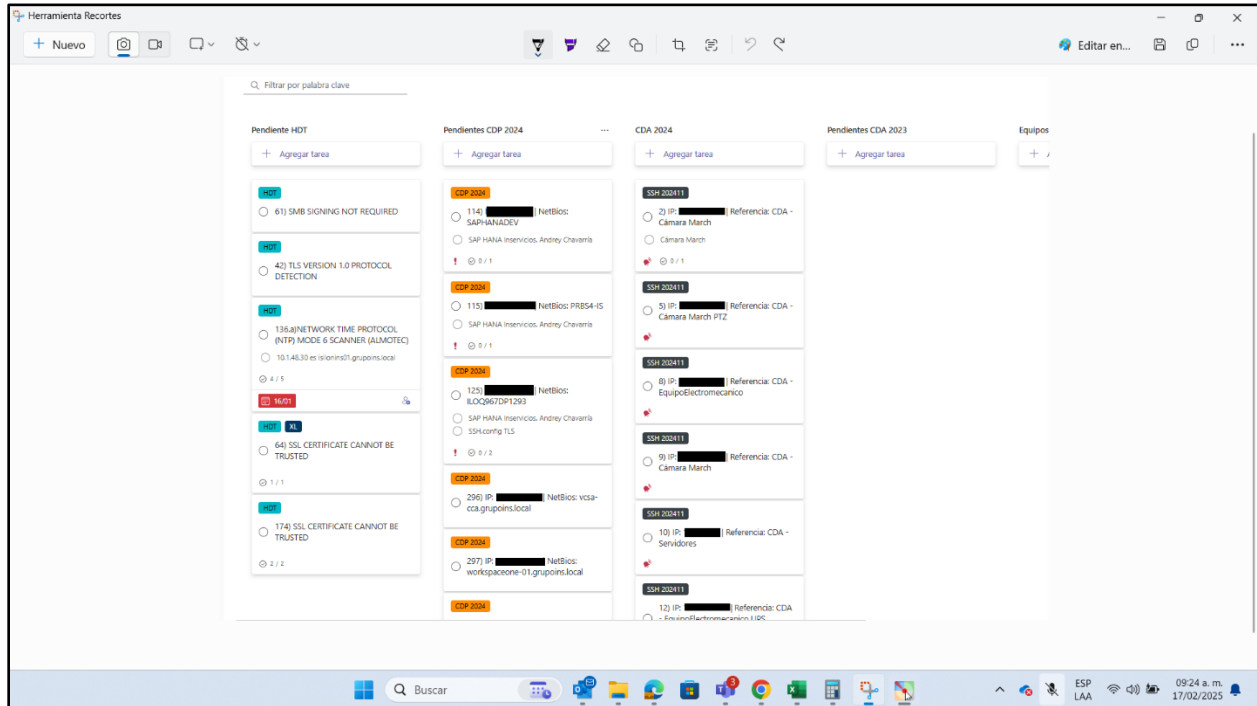 Herramienta Recortes
Nuevo
Editar en...
Filtrar por palabra clave
Pendiente HDT
Agregar tarea
HDT
61) SMB SIGNING NOT REQUIRED
HDT
42) TLS VERSION 1.0 PROTOCOL
DETECTION
HDT
136.a)NETWORK TIME PROTOCOL
(NTP) MODE 6 SCANNER (ALMOTEC)
10.1.48.30 es isilonins01.grupoins.local
4 / 5
16/01
HDT XL
64) SSL CERTIFICATE CANNOT BE
TRUSTED
1 / 1
HDT
174) SSL CERTIFICATE CANNOT BE
TRUSTED
2 / 2
Pendientes CDP 2024
Agregar tarea
CDP 2024
114) | NetBios:
SAPHANADEV
SAP HANA Inservicios. Andrey Chavarría
0 / 1
CDP 2024
115) NetBios: PRBS4-IS
SAP HANA Inservicios. Andrey Chavarría
0 / 1
CDP 2024
125) | NetBios:
ILOQ967DP1293
SAP HANA Inservicios. Andrey Chavarría
SSH.config TLS
0 / 2
CDP 2024
296) IP: | NetBios: vcsa-
cca.grupoins.local
CDP 2024
297) IP: NetBios:
workspaceone-01.grupoins.local
CDP 2024
CDA 2024
Agregar tarea
SSH 202411
2) IP: | Referencia: CDA -
Cámara March
Cámara March
0 / 1
SSH 202411
5) IP: | Referencia: CDA -
Cámara March PTZ
SSH 202411
8) IP: | Referencia: CDA -
EquipoElectromecanico
SSH 202411
9) IP: | Referencia: CDA -
Cámara March
SSH 202411
10) IP: | Referencia: CDA -
Servidores
SSH 202411
12) IP: | Referencia: CDA
- EquipoElectromecanico UPS
Pendientes CDA 2023
Agregar tarea
Equipos
Buscar
3
ESP
LAA
09:24 a. m.
17/02/2025